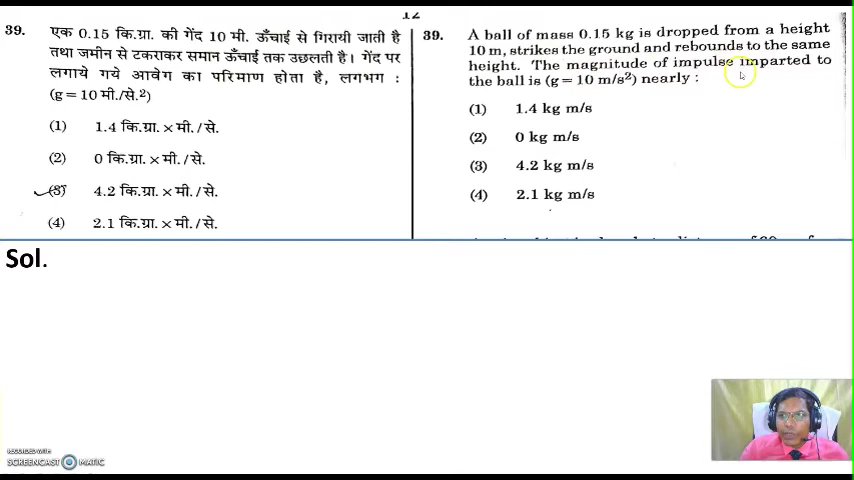 12
39. एक 0.15 कि.ग्रा. की गेंद 10 मी. ऊँचाई से गिरायी जाती है
तथा जमीन से टकराकर समान ऊँचाई तक उछलती है। गेंद पर
लगाये गये आवेग का परिमाण होता है, लगभग :
(g = 10 मी./से.²)
(1) 1.4 कि.ग्रा. × मी./से.
(2) 0 कि.ग्रा. × मी./से.
(3) 4.2 कि.ग्रा. × मी./से.
(4) 2.1 कि.ग्रा. × मी./से.
39. A ball of mass 0.15 kg is dropped from a height
10 m, strikes the ground and rebounds to the same
height. The magnitude of impulse imparted to
the ball is (g = 10 m/s²) nearly :
(1) 1.4 kg m/s
(2) 0 kg m/s
(3) 4.2 kg m/s
(4) 2.1 kg m/s
Sol.
RECORDED WITH
SCREENCAST MATIC